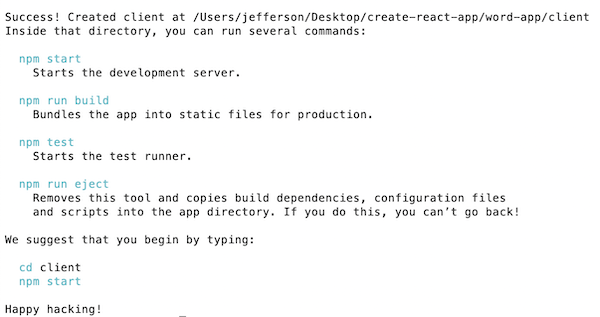 Success! Created client at /Users/jefferson/Desktop/create-react-app/word-app/client
Inside that directory, you can run several commands:
npm start
Starts the development server.
npm run build
Bundles the app into static files for production.
npm test
Starts the test runner.
npm run eject
Removes this tool and copies build dependencies, configuration files
and scripts into the app directory. If you do this, you can’t go back!
We suggest that you begin by typing:
cd client
npm start
Happy hacking!